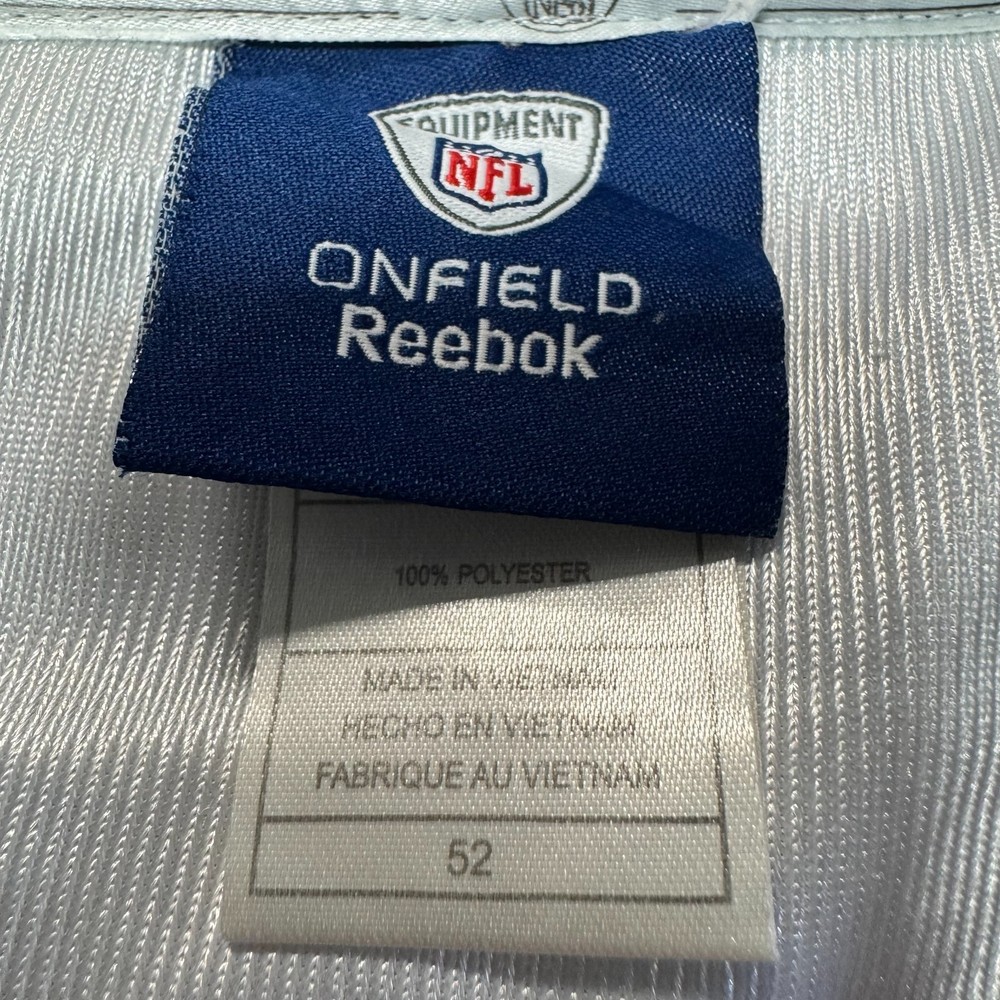 EQUIPMENT
NFL
ONFIELD
Reebok
100% POLYESTER
MADE IN VIETNAM
HECHO EN VIETNAM
FABRIQUE AU VIETNAM
52